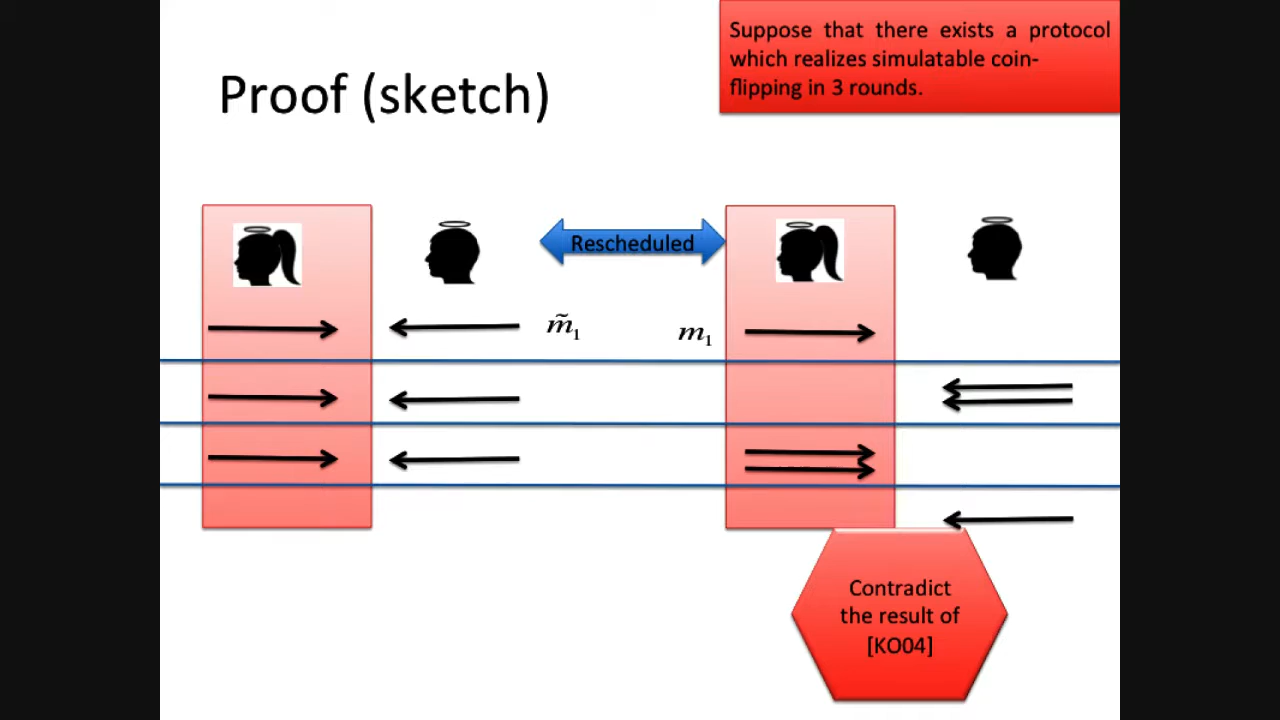 Suppose that there exists a protocol
which realizes simulatable coin-
flipping in 3 rounds.
Proof (sketch)
Rescheduled
m̃₁
m₁
Contradict
the result of
[KO04]